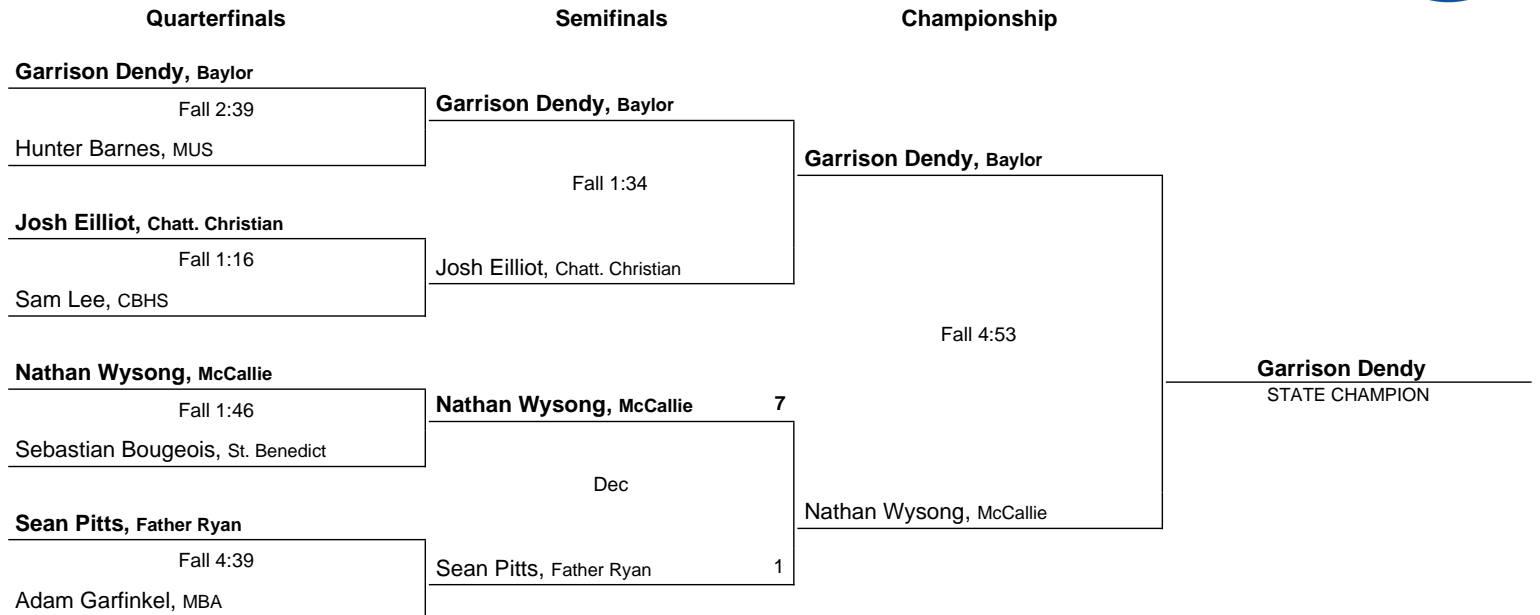 Quarterfinals Semifinals Championship
Garrison Dendy, Baylor
Fall 2:39
Hunter Barnes, MUS
Josh Eilliot, Chatt. Christian
Fall 1:16
Sam Lee, CBHS
Nathan Wysong, McCallie
Fall 1:46
Sebastian Bougeois, St. Benedict
Sean Pitts, Father Ryan
Fall 4:39
Adam Garfinkel, MBA
Garrison Dendy, Baylor
Fall 1:34
Josh Eilliot, Chatt. Christian
Nathan Wysong, McCallie 7
Dec
Sean Pitts, Father Ryan 1
Garrison Dendy, Baylor
Fall 4:53
Nathan Wysong, McCallie
Garrison Dendy
STATE CHAMPION